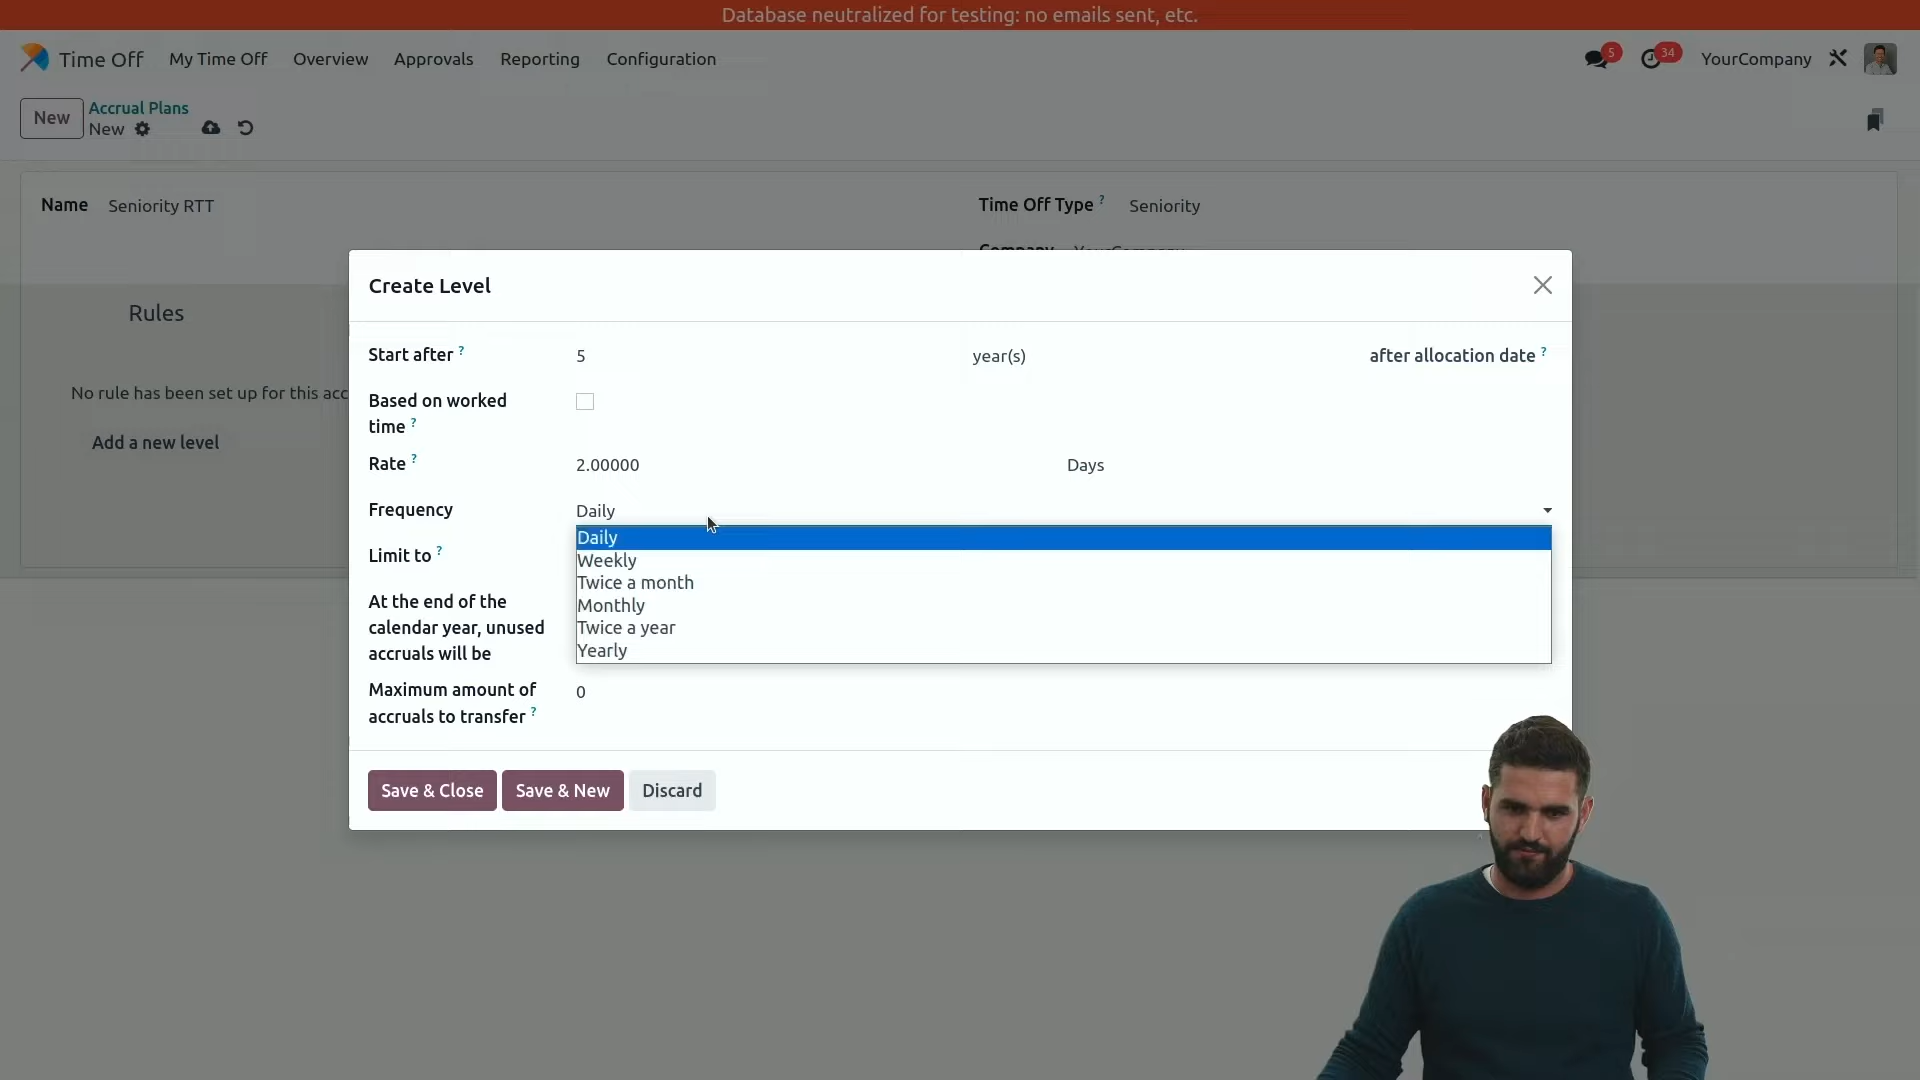 Database neutralized for testing: no emails sent, etc.
Time Off My Time Off Overview Approvals Reporting Configuration 5 34 YourCompany
New Accrual Plans
New
Name Seniority RTT Time Off Type ? Seniority
Company YourCompany
Create Level
Rules
Start after ? 5 year(s) after allocation date ?
No rule has been set up for this acc
Based on worked
time ?
Add a new level
Rate ? 2.00000 Days
Frequency Daily
Daily
Limit to ?
Weekly
Twice a month
Monthly
Twice a year
Yearly
At the end of the
calendar year, unused
accruals will be
Maximum amount of
accruals to transfer ? 0
Save & Close Save & New Discard